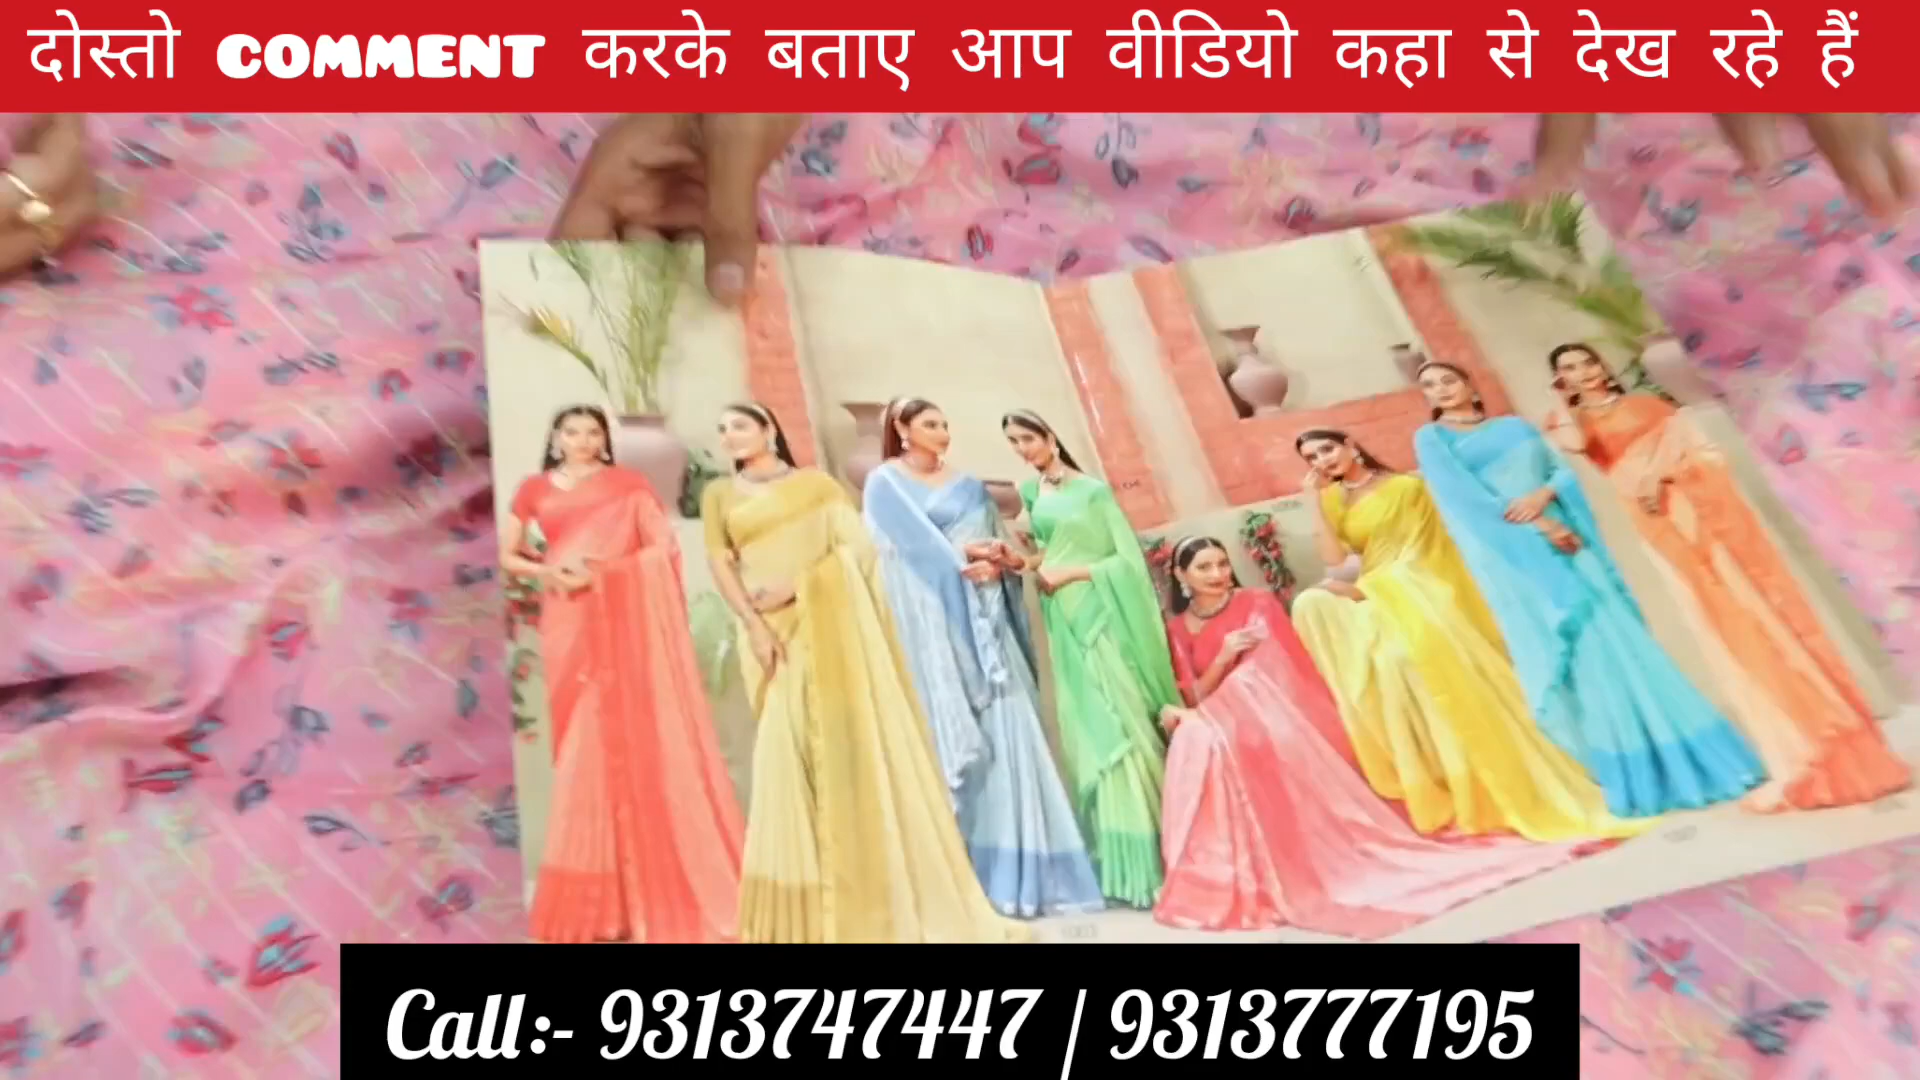 दोस्तो COMMENT करके बताए आप वीडियो कहा से देख रहे हैं
Call:- 9313747447 / 9313777195